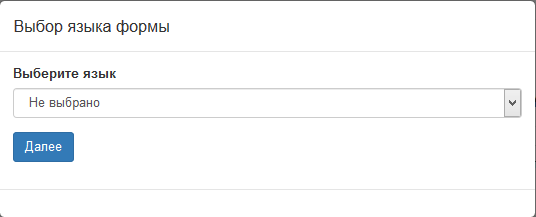 Выбор языка формы
Выберите язык
Не выбрано
Далее